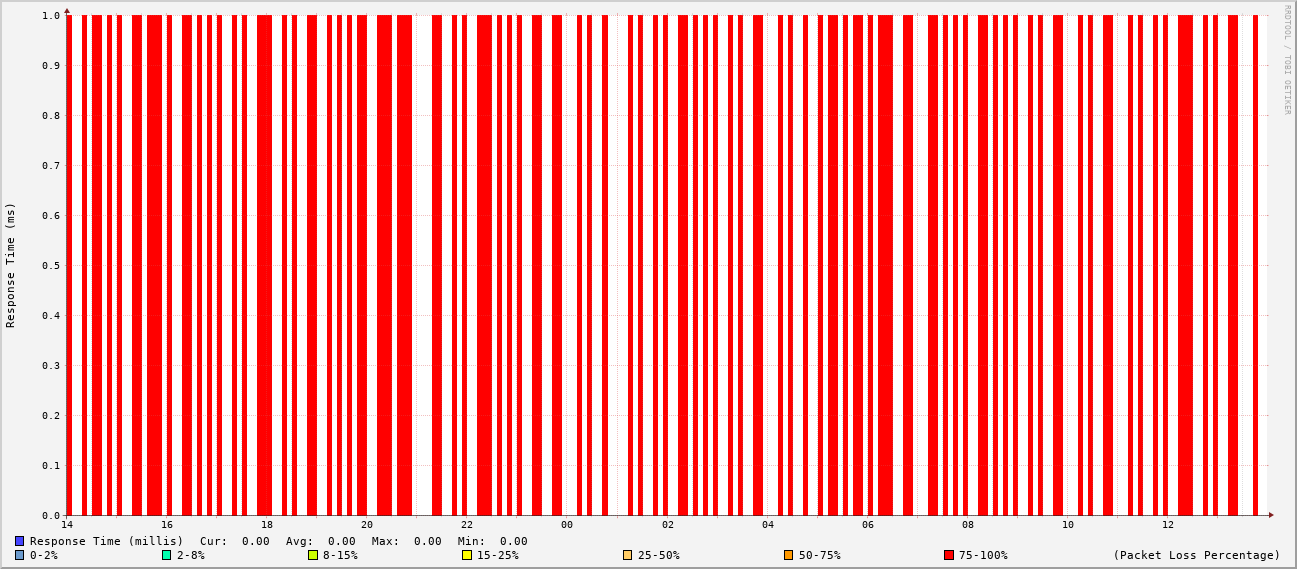 RRDTOOL / TOBI OETIKER
Response Time (ms)
1.0
0.9
0.8
0.7
0.6
0.5
0.4
0.3
0.2
0.1
0.0
14 16 18 20 22 00 02 04 06 08 10 12
Response Time (millis) Cur: 0.00 Avg: 0.00 Max: 0.00 Min: 0.00
0-2% 2-8% 8-15% 15-25% 25-50% 50-75% 75-100% (Packet Loss Percentage)